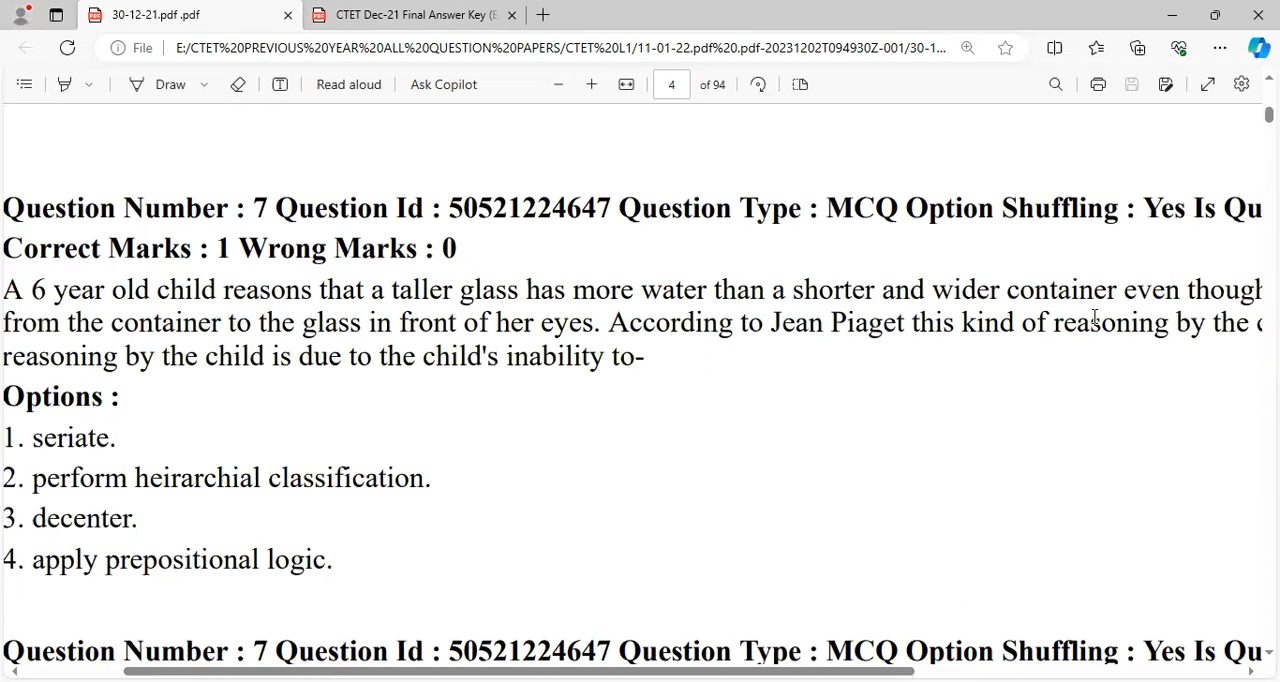 30-12-21.pdf .pdf
CTET Dec-21 Final Answer Key (E
File
E:/CTET%20PREVIOUS%20YEAR%20ALL%20QUESTION%20PAPERS/CTET%20L1/11-01-22.pdf%20.pdf-20231202T094930Z-001/30-1...
Draw
Read aloud
Ask Copilot
4 of 94
Question Number : 7 Question Id : 50521224647 Question Type : MCQ Option Shuffling : Yes Is Qu
Correct Marks : 1 Wrong Marks : 0
A 6 year old child reasons that a taller glass has more water than a shorter and wider container even though
from the container to the glass in front of her eyes. According to Jean Piaget this kind of reasoning by the c
reasoning by the child is due to the child's inability to-
Options :
1. seriate.
2. perform heirarchial classification.
3. decenter.
4. apply prepositional logic.
Question Number : 7 Question Id : 50521224647 Question Type : MCQ Option Shuffling : Yes Is Qu